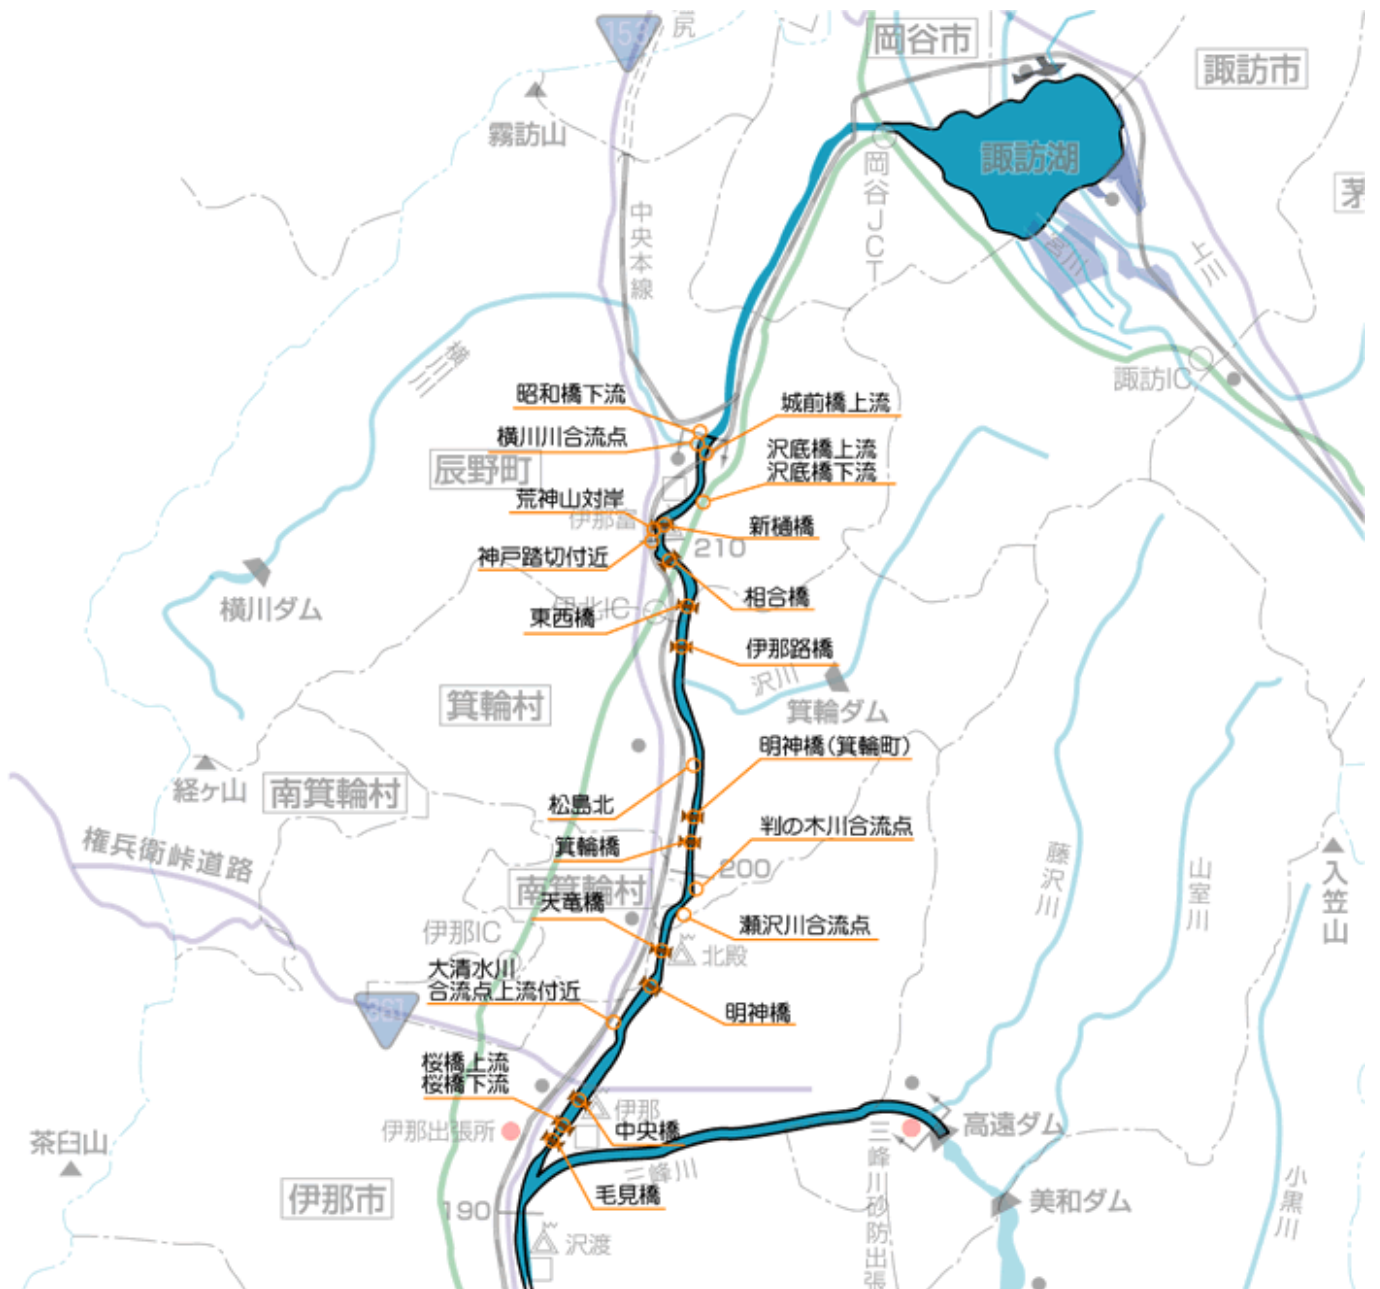 153
尻
岡谷市
諏訪市
霧訪山
諏訪湖
岡谷JCT
茅
中央本線
宮川
上川
横川
諏訪IC
昭和橋下流
城前橋上流
横川川合流点
沢底橋上流
沢底橋下流
辰野町
荒神山対岸
伊那富
新樋橋
210
神戸踏切付近
横川ダム
伊北IC
相合橋
東西橋
伊那路橋
沢川
箕輪ダム
箕輪村
明神橋(箕輪町)
経ヶ山
南箕輪村
松島北
判の木川合流点
箕輪橋
権兵衛峠道路
200
南箕輪村
藤沢川
山室川
入笠山
天竜橋
瀬沢川合流点
伊那IC
北殿
大清水川
合流点上流付近
明神橋
361
桜橋上流
桜橋下流
伊那
高遠ダム
伊那出張所
中央橋
茶臼山
三峰川
三峰川砂防出張
毛見橋
伊那市
190
美和ダム
小黒川
沢渡